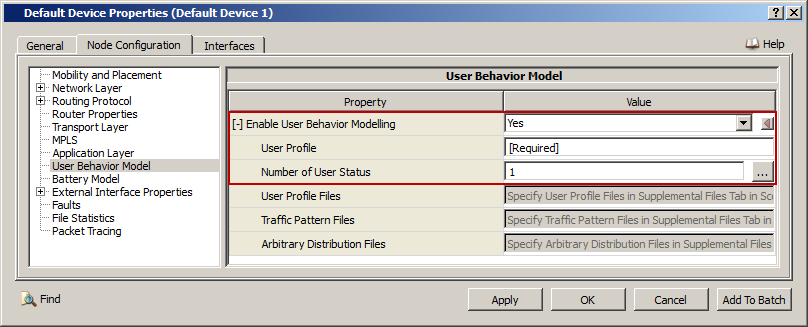 Default Device Properties (Default Device 1)
General
Node Configuration
Interfaces
Help
Mobility and Placement
Network Layer
Routing Protocol
Router Properties
Transport Layer
MPLS
Application Layer
User Behavior Model
Battery Model
External Interface Properties
Faults
File Statistics
Packet Tracing
User Behavior Model
Property Value
[-] Enable User Behavior Modelling Yes
User Profile [Required]
Number of User Status 1 ...
User Profile Files Specify User Profile Files in Supplemental Files Tab in Sce
Traffic Pattern Files Specify Traffic Pattern Files in Supplemental Files Tab in
Arbitrary Distribution Files Specify Arbitrary Distribution Files in Supplemental Files
Find
Apply
OK
Cancel
Add To Batch